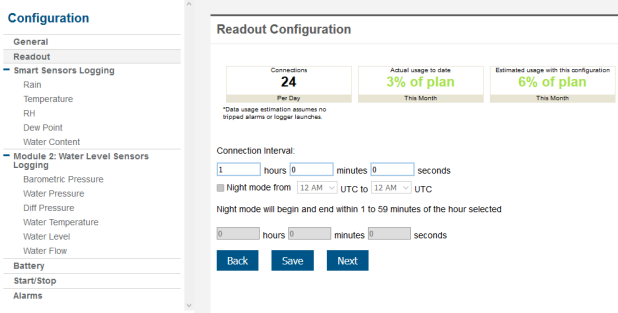 Configuration
General
Readout
Smart Sensors Logging
Rain
Temperature
RH
Dew Point
Water Content
Module 2: Water Level Sensors
Logging
Barometric Pressure
Water Pressure
Diff Pressure
Water Temperature
Water Level
Water Flow
Battery
Start/Stop
Alarms
Readout Configuration
Connections
24
Per Day
Actual usage to date
3% of plan
This Month
Estimated usage with this configuration
6% of plan
This Month
*Data usage estimation assumes no
tripped alarms or logger launches.
Connection Interval:
1 hours 0 minutes 0 seconds
Night mode from 12 AM UTC to 12 AM UTC
Night mode will begin and end within 1 to 59 minutes of the hour selected
0 hours 0 minutes 0 seconds
Back Save Next